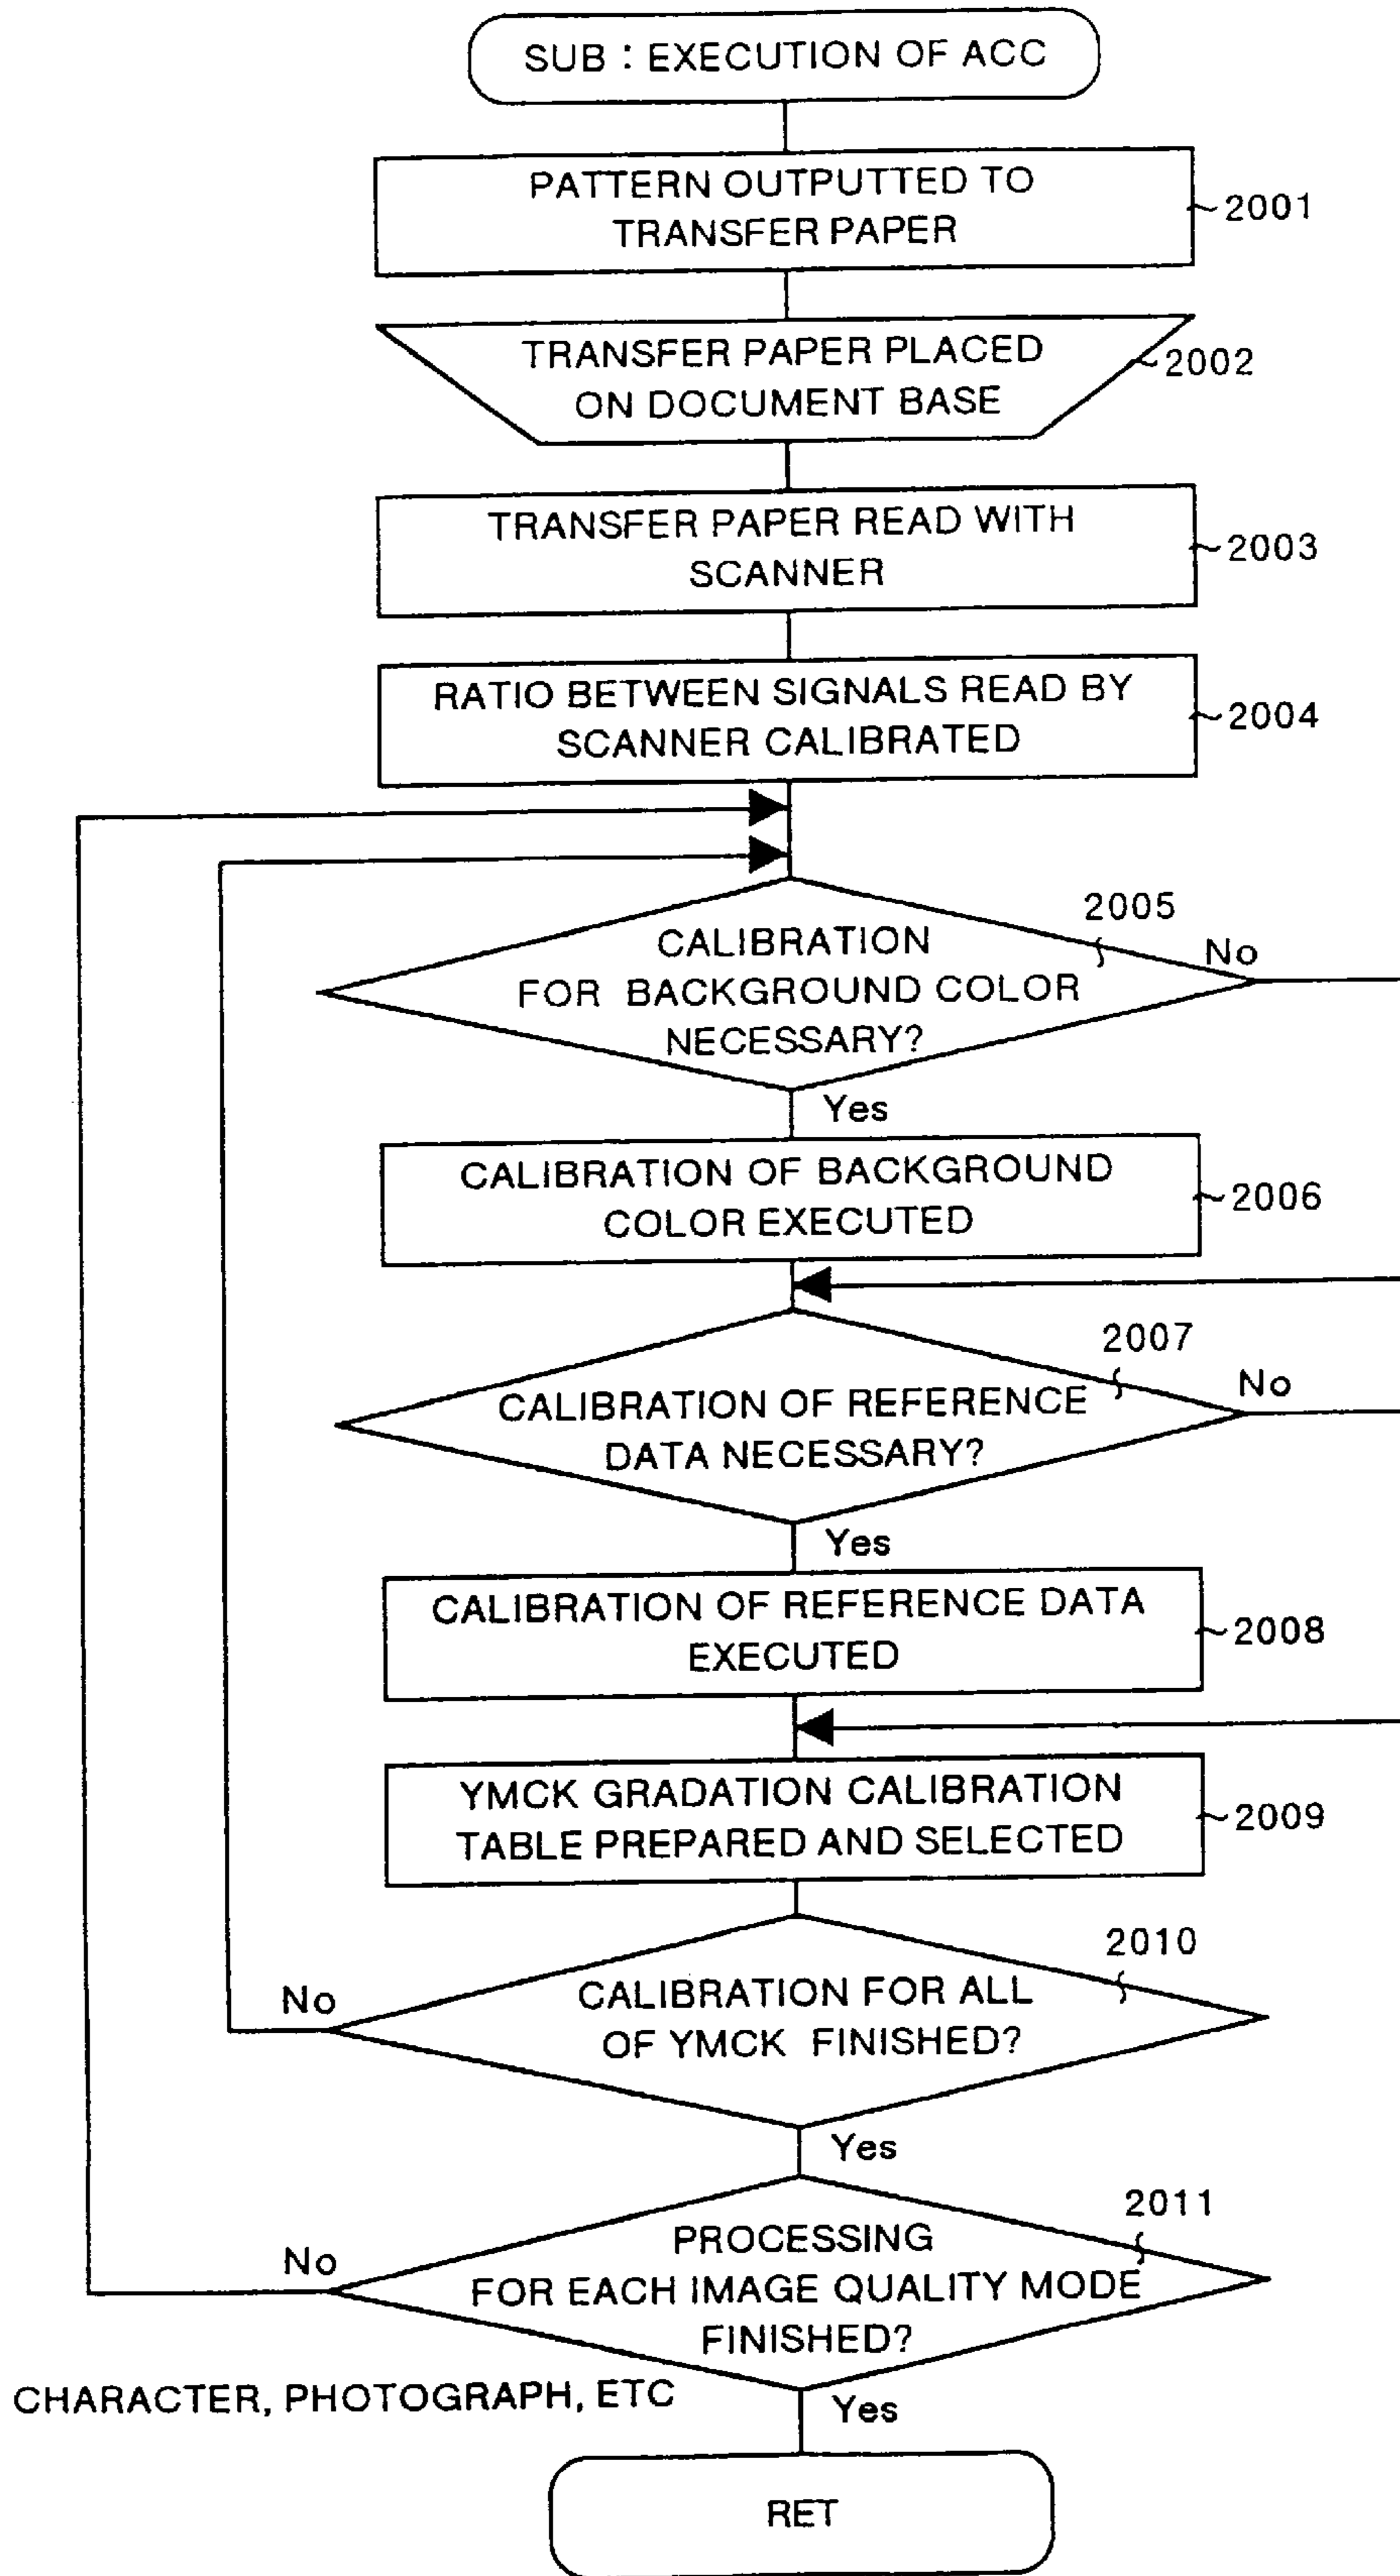 SUB : EXECUTION OF ACC
PATTERN OUTPUTTED TO
TRANSFER PAPER
2001
TRANSFER PAPER PLACED
ON DOCUMENT BASE
2002
TRANSFER PAPER READ WITH
SCANNER
2003
RATIO BETWEEN SIGNALS READ BY
SCANNER CALIBRATED
2004
2005
CALIBRATION
FOR BACKGROUND COLOR
NECESSARY?
No
Yes
CALIBRATION OF BACKGROUND
COLOR EXECUTED
2006
2007
CALIBRATION OF REFERENCE
DATA NECESSARY?
No
Yes
CALIBRATION OF REFERENCE DATA
EXECUTED
2008
YMCK GRADATION CALIBRATION
TABLE PREPARED AND SELECTED
2009
2010
CALIBRATION FOR ALL
OF YMCK FINISHED?
No
Yes
2011
PROCESSING
FOR EACH IMAGE QUALITY MODE
FINISHED?
No
CHARACTER, PHOTOGRAPH, ETC
Yes
RET